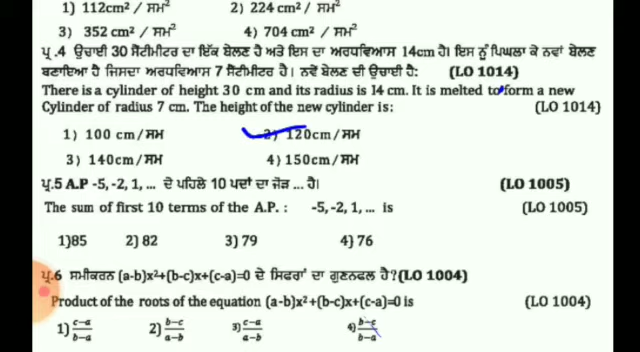 1) 112cm² / ਸਮ² 2) 224 cm² / ਸਮ²
3) 352 cm² / ਸਮ² 4) 704 cm² / ਸਮ²
ਪ੍ਰ.4 ਉਚਾਈ 30 ਸੈਂਟੀਮੀਟਰ ਦਾ ਇੱਕ ਬੇਲਣ ਹੈ ਅਤੇ ਇਸ ਦਾ ਅਰਧਵਿਆਸ 14cm ਹੈ। ਇਸ ਨੂੰ ਪਿਘਲਾ ਕੇ ਨਵਾਂ ਬੇਲਣ
ਬਣਾਇਆ ਹੈ ਜਿਸਦਾ ਅਰਧਵਿਆਸ 7 ਸੈਂਟੀਮੀਟਰ ਹੈ। ਨਵੇਂ ਬੇਲਣ ਦੀ ਉਚਾਈ ਹੈ: (LO 1014)
There is a cylinder of height 30 cm and its radius is 14 cm. It is melted to form a new
Cylinder of radius 7 cm. The height of the new cylinder is: (LO 1014)
1) 100 cm/ਸਮ 2) 120cm/ਸਮ
3) 140cm/ਸਮ 4) 150cm/ਸਮ
ਪ੍ਰ.5 A.P -5, -2, 1, ... ਦੇ ਪਹਿਲੇ 10 ਪਦਾਂ ਦਾ ਜੋੜ ... ਹੈ। (LO 1005)
The sum of first 10 terms of the A.P. : -5, -2, 1, ... is (LO 1005)
1)85 2) 82 3) 79 4) 76
ਪ੍ਰ.6 ਸਮੀਕਰਨ (a-b)x²+(b-c)x+(c-a)=0 ਦੇ ਸਿਫਰਾਂ ਦਾ ਗੁਣਨਫਲ ਹੈ?(LO 1004)
Product of the roots of the equation (a-b)x²+(b-c)x+(c-a)=0 is (LO 1004)
1) c-a/b-a 2) b-c/a-b 3) c-a/a-b 4) b-c/b-a